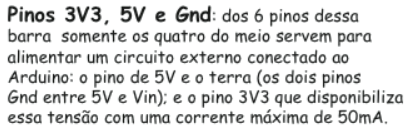 Pinos 3V3, 5V e Gnd: dos 6 pinos dessa
barra somente os quatro do meio servem para
alimentar um circuito externo conectado ao
Arduino: o pino de 5V e o terra (os dois pinos
Gnd entre 5V e Vin); e o pino 3V3 que disponibiliza
essa tensão com uma corrente máxima de 50mA.